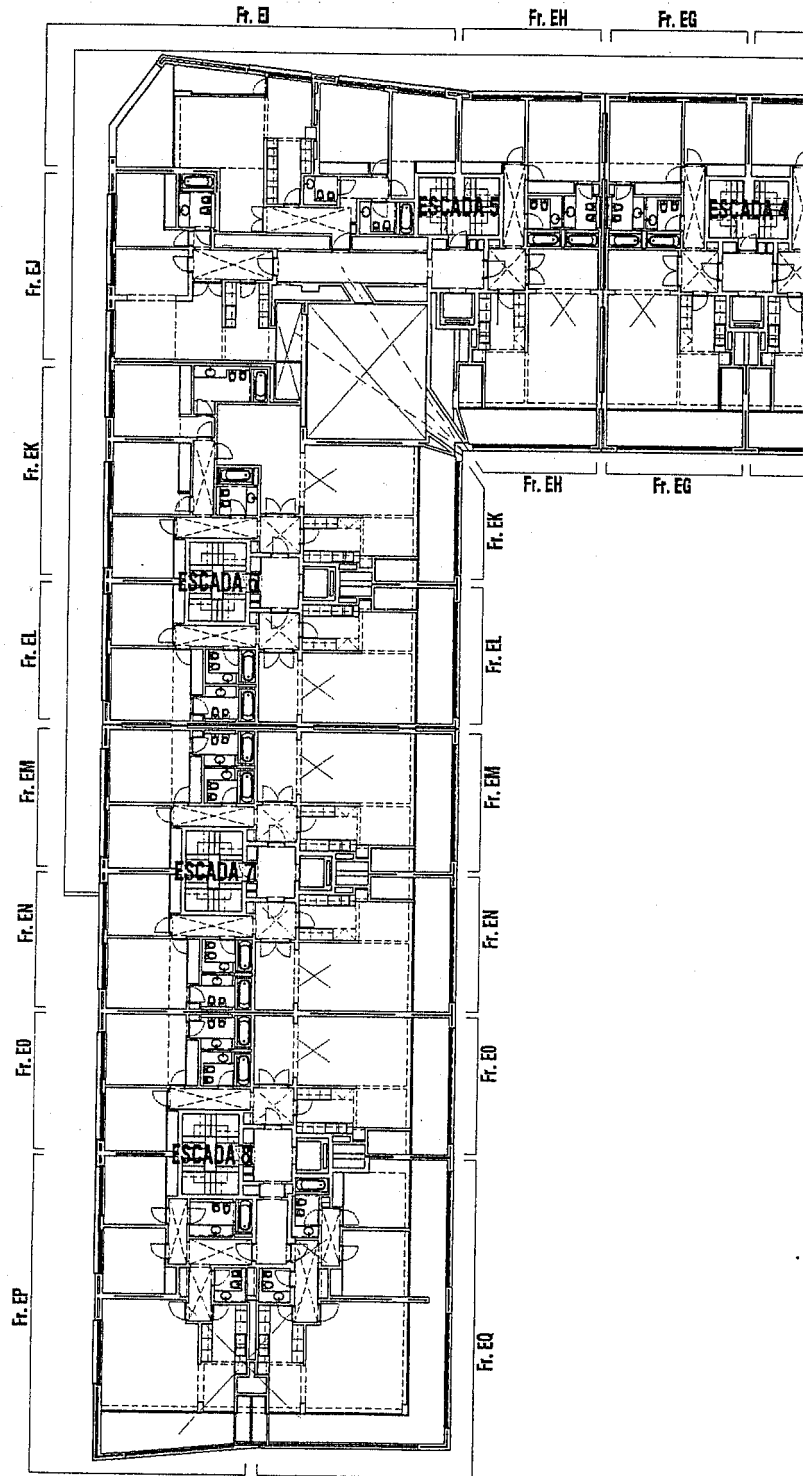 Fr. EI
Fr. EH
Fr. EG
ESCADA 5
ESCADA 4
Fr. EJ
Fr. EH
Fr. EG
Fr. EK
Fr. EK
ESCADA 6
Fr. EL
Fr. EL
Fr. EM
Fr. EM
ESCADA 7
Fr. EN
Fr. EN
Fr. EO
Fr. EO
ESCADA 8
Fr. EP
Fr. EQ